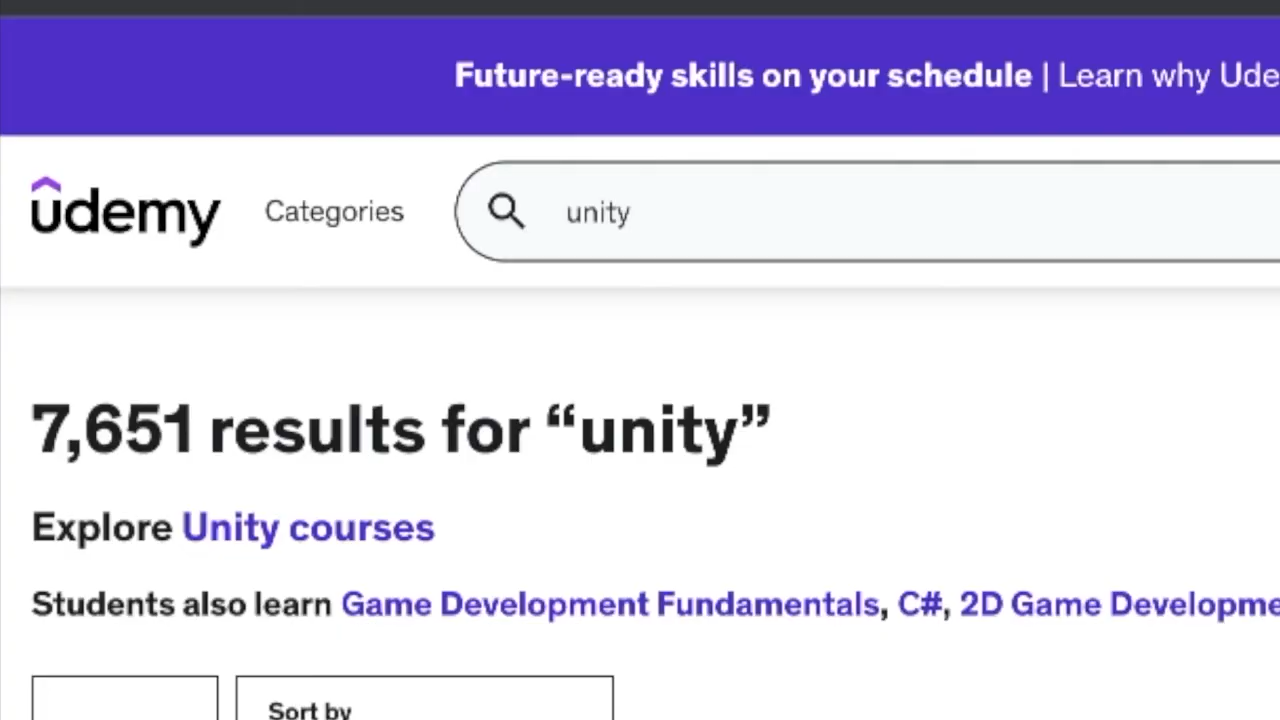 Future-ready skills on your schedule | Learn why Ude
ûdemy
Categories
unity
7,651 results for “unity”
Explore Unity courses
Students also learn Game Development Fundamentals, C#, 2D Game Developme
Sort by